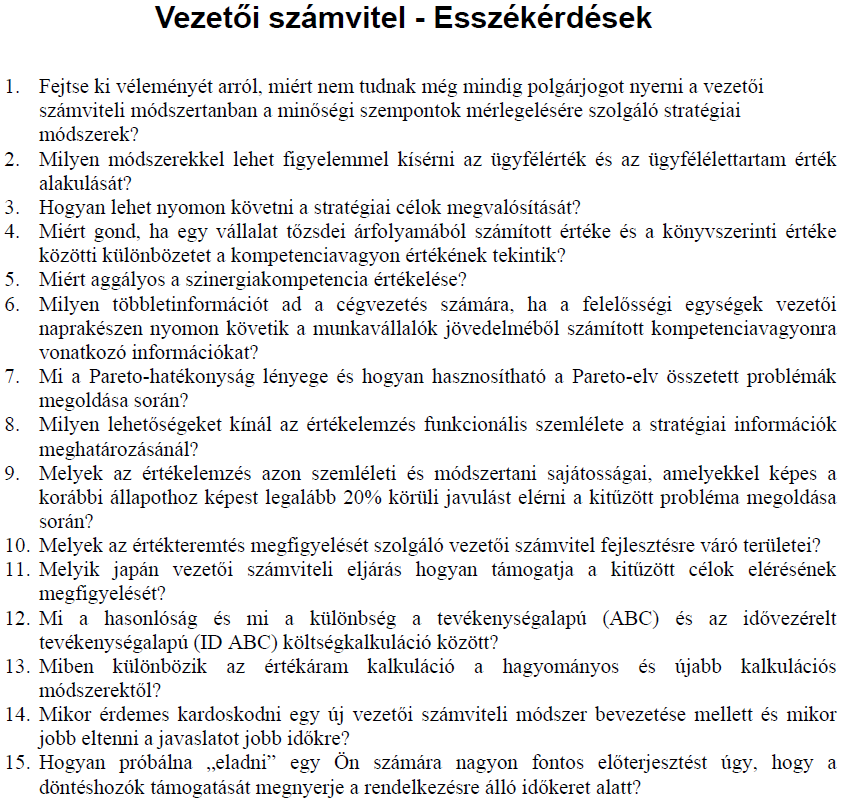 Vezetői számvitel - Esszékérdések
1. Fejtse ki véleményét arról, miért nem tudnak még mindig polgárjogot nyerni a vezetői
számviteli módszertanban a minőségi szempontok mérlegelésére szolgáló stratégiai
módszerek?
2. Milyen módszerekkel lehet figyelemmel kísérni az ügyfélérték és az ügyfélélettartam érték
alakulását?
3. Hogyan lehet nyomon követni a stratégiai célok megvalósítását?
4. Miért gond, ha egy vállalat tőzsdei árfolyamából számított értéke és a könyvszerinti értéke
közötti különbözetet a kompetenciavagyon értékének tekintik?
5. Miért aggályos a szinergiakompetencia értékelése?
6. Milyen többletinformációt ad a cégvezetés számára, ha a felelősségi egységek vezetői
naprakészen nyomon követik a munkavállalók jövedelméből számított kompetenciavagyonra
vonatkozó információkat?
7. Mi a Pareto-hatékonyság lényege és hogyan hasznosítható a Pareto-elv összetett problémák
megoldása során?
8. Milyen lehetőségeket kínál az értékelemzés funkcionális szemlélete a stratégiai információk
meghatározásánál?
9. Melyek az értékelemzés azon szemléleti és módszertani sajátosságai, amelyekkel képes a
korábbi állapothoz képest legalább 20% körüli javulást elérni a kitűzött probléma megoldása
során?
10. Melyek az értékteremtés megfigyelését szolgáló vezetői számvitel fejlesztésre váró területei?
11. Melyik japán vezetői számviteli eljárás hogyan támogatja a kitűzött célok elérésének
megfigyelését?
12. Mi a hasonlóság és mi a különbség a tevékenységalapú (ABC) és az idővezérelt
tevékenységalapú (ID ABC) költségkalkuláció között?
13. Miben különbözik az értékáram kalkuláció a hagyományos és újabb kalkulációs
módszerektől?
14. Mikor érdemes kardoskodni egy új vezetői számviteli módszer bevezetése mellett és mikor
jobb eltenni a javaslatot jobb időkre?
15. Hogyan próbálna „eladni” egy Ön számára nagyon fontos előterjesztést úgy, hogy a
döntéshozók támogatását megnyerje a rendelkezésre álló időkeret alatt?